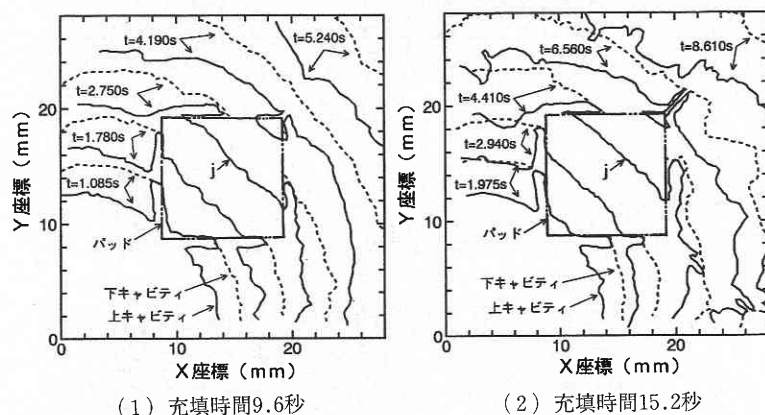 t=4.190s
t=5.240s
t=2.750s
t=1.780s
t=1.085s
j
パッド
下キャビティ
上キャビティ
Y座標 (mm)
30
20
10
0
0 10 20
X座標 (mm)
(1) 充填時間9.6秒
t=6.560s
t=8.610s
t=4.410s
t=2.940s
t=1.975s
j
パッド
下キャビティ
上キャビティ
Y座標 (mm)
20
10
0
0 10 20
X座標 (mm)
(2) 充填時間15.2秒